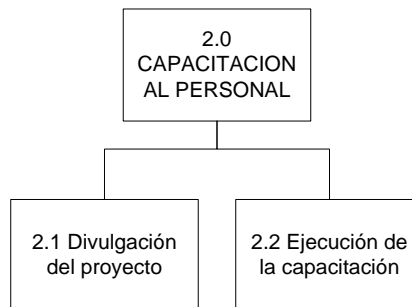 2.0
CAPACITACION
AL PERSONAL
2.1 Divulgación
del proyecto
2.2 Ejecución de
la capacitación